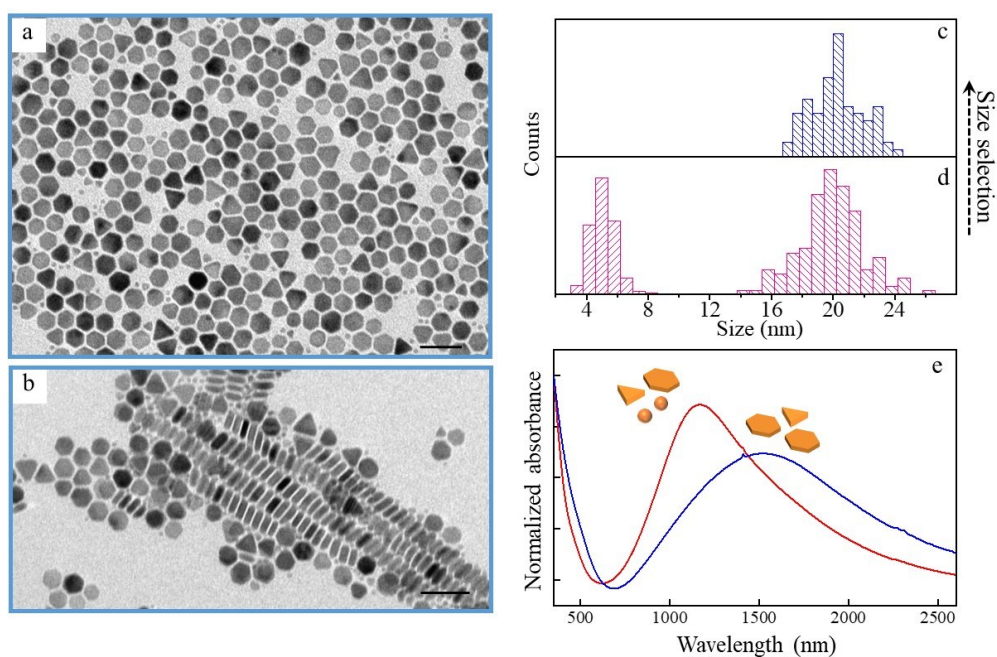 a
b
c
d
Counts
4 8 12 16 20 24
Size (nm)
Size selection
e
Normalized absorbance
500 1000 1500 2000 2500
Wavelength (nm)